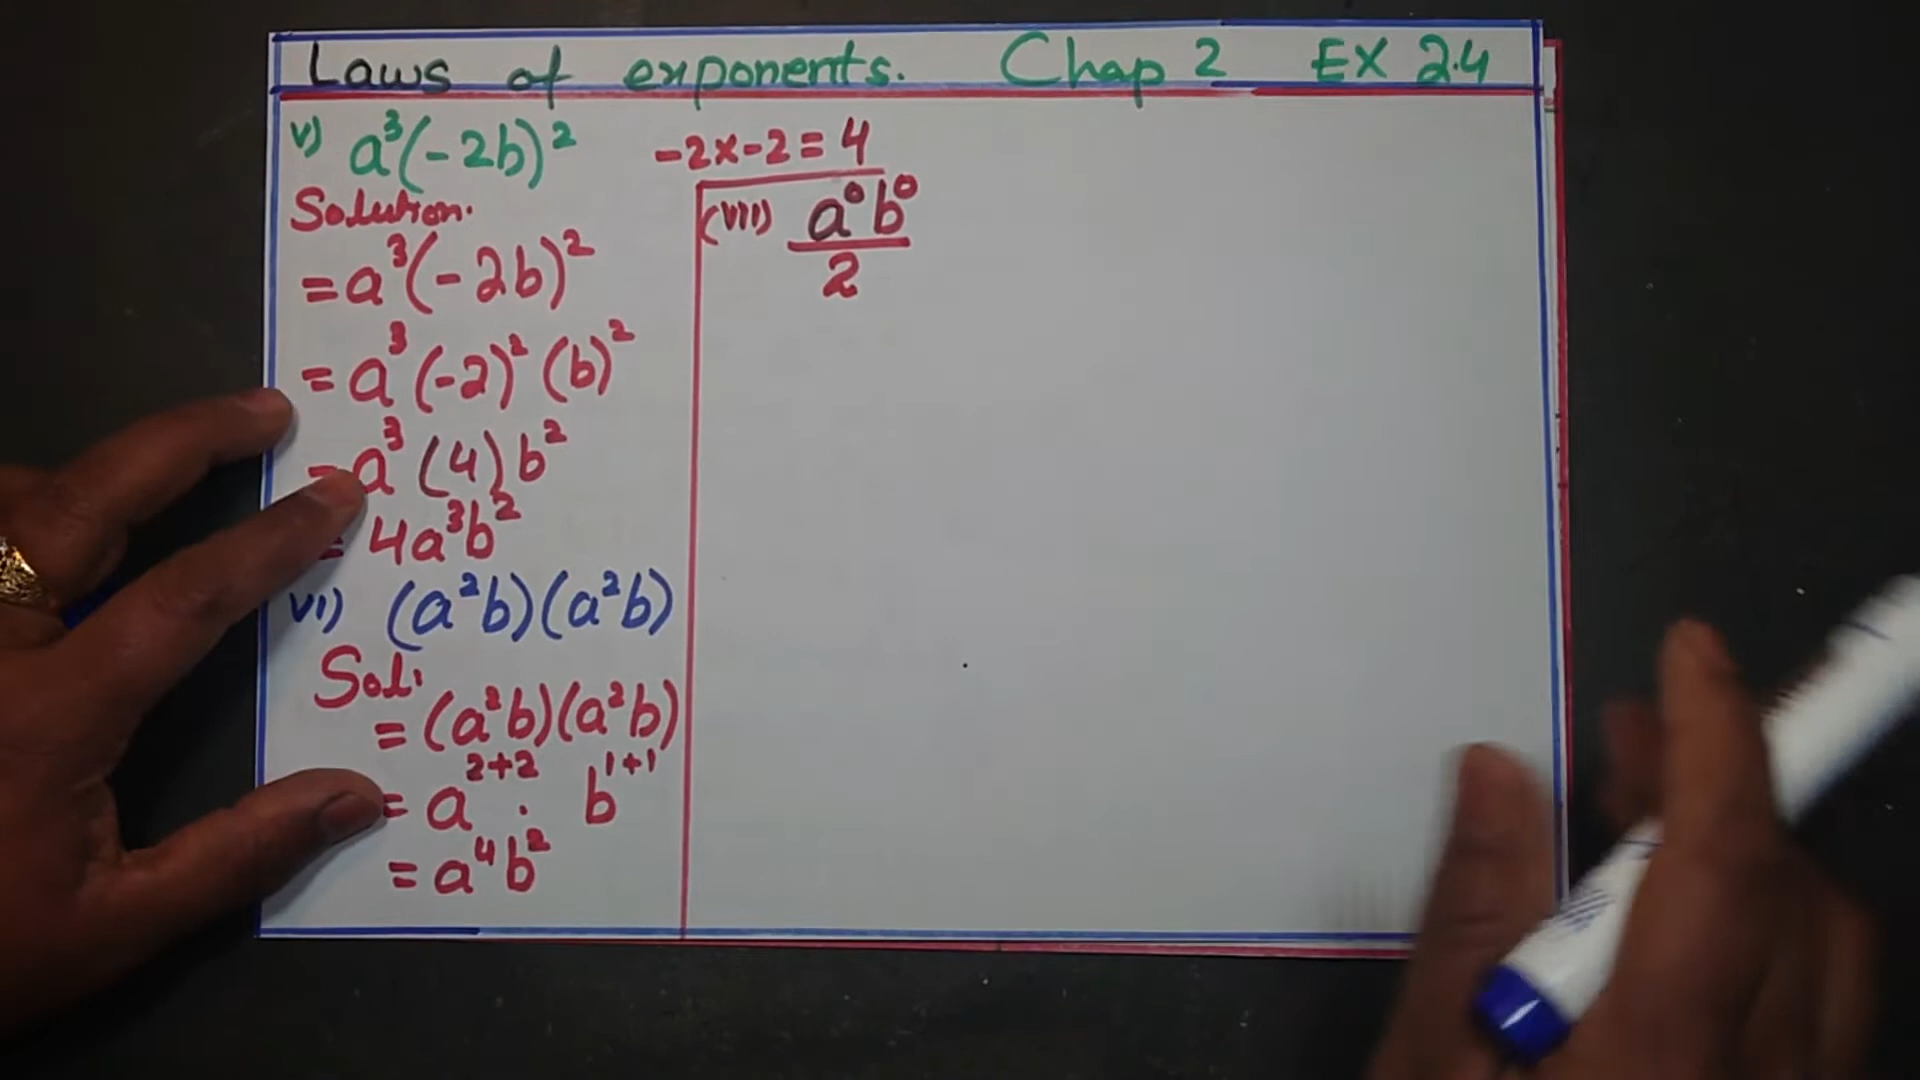 Laws of exponents. Chap 2 EX 2.4
v) a³(-2b)²
Solution.
= a³(-2b)²
= a³ (-2)² (b)²
= a³ (4) b²
= 4a³b²
vi) (a²b)(a²b)
Sol:
= (a²b)(a²b)
= a²⁺² · b¹⁺¹
= a⁴b²
-2x-2=4
(vii) a⁰b⁰
2